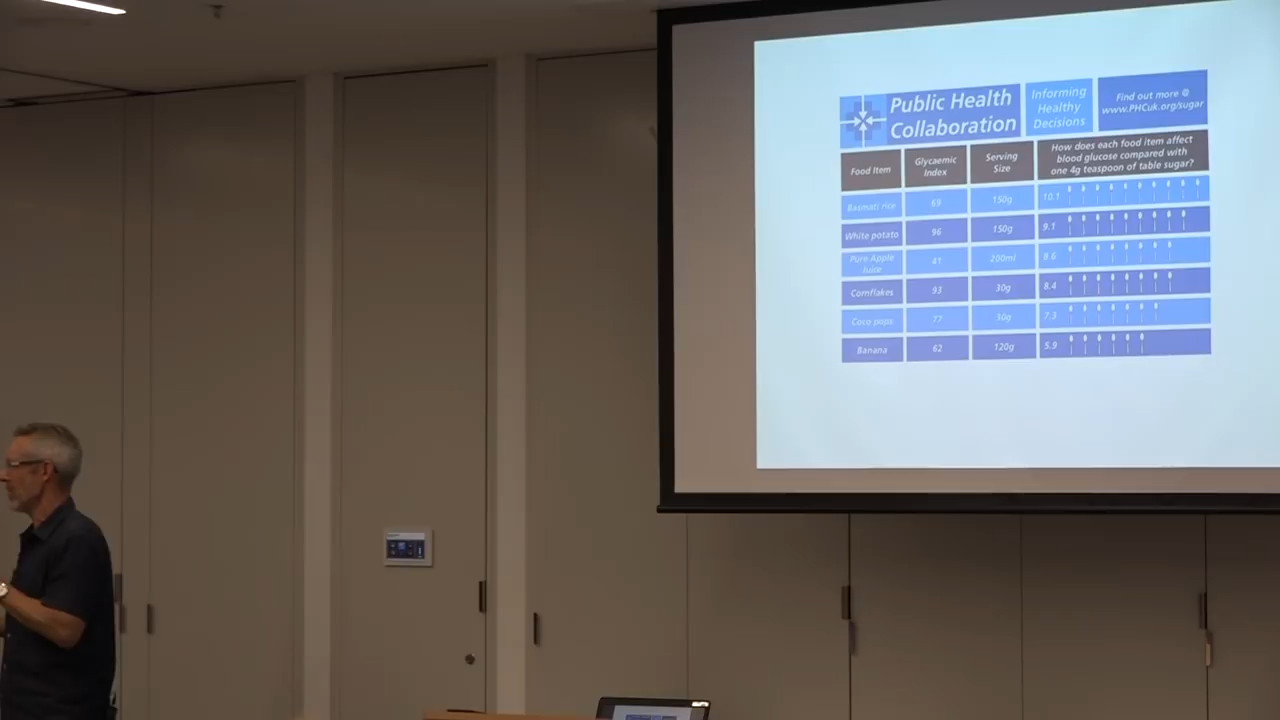 Public Health
Collaboration
Informing
Healthy
Decisions
Find out more @
www.PHCuk.org/sugar
Food Item
Glycaemic
Index
Serving
Size
How does each food item affect
blood glucose compared with
one 4g teaspoon of table sugar?
Basmati rice 69 150g 10.1
White potato 96 150g 9.1
Pure Apple
Juice
41 200ml 8.6
Cornflakes 93 30g 8.4
Coco pops 77 30g 7.3
Banana 62 120g 5.9